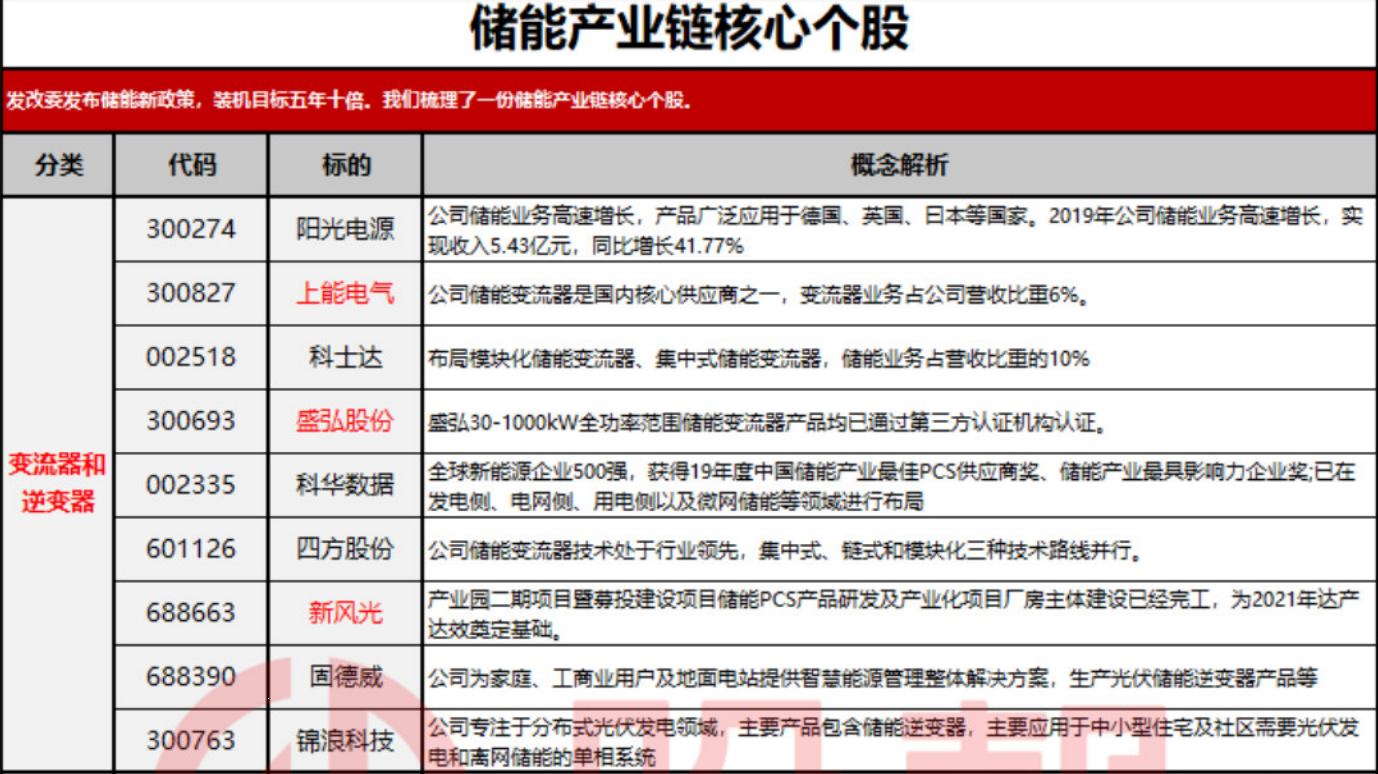 储能产业链核心个股
发改委发布储能新政策，装机目标五年十倍．我们梳理了一份储能产业链核心个股．
分类 代码 标的 概念解析
变流器和
逆变器
300274 阳光电源 公司储能业务高速增长，产品广泛应用于德国、英国、日本等国家。2019年公司储能业务高速增长，实
现收入5.43亿元，同比增长41.77%
300827 上能电气 公司储能变流器是国内核心供应商之一，变流器业务占公司营收比重6%。
002518 科士达 布局模块化储能变流器、集中式储能变流器，储能业务占营收比重的10%
300693 盛弘股份 盛弘30-1000kW全功率范围储能变流器产品均已通过第三方认证机构认证。
002335 科华数据 全球新能源企业500强，获得19年度中国储能产业最佳PCS供应商奖、储能产业最具影响力企业奖;已在
发电侧、电网侧、用电侧以及微网储能等领域进行布局
601126 四方股份 公司储能变流器技术处于行业领先，集中式、链式和模块化三种技术路线并行。
688663 新风光 产业园二期项目暨募投建设项目储能PCS产品研发及产业化项目厂房主体建设已经完工，为2021年达产
达效奠定基础。
688390 固德威 公司为家庭、工商业用户及地面电站提供智慧能源管理整体解决方案，生产光伏储能逆变器产品等
300763 锦浪科技 公司专注于分布式光伏发电领域，主要产品包含储能逆变器，主要应用于中小型住宅及社区需要光伏发
电和离网储能的单相系统